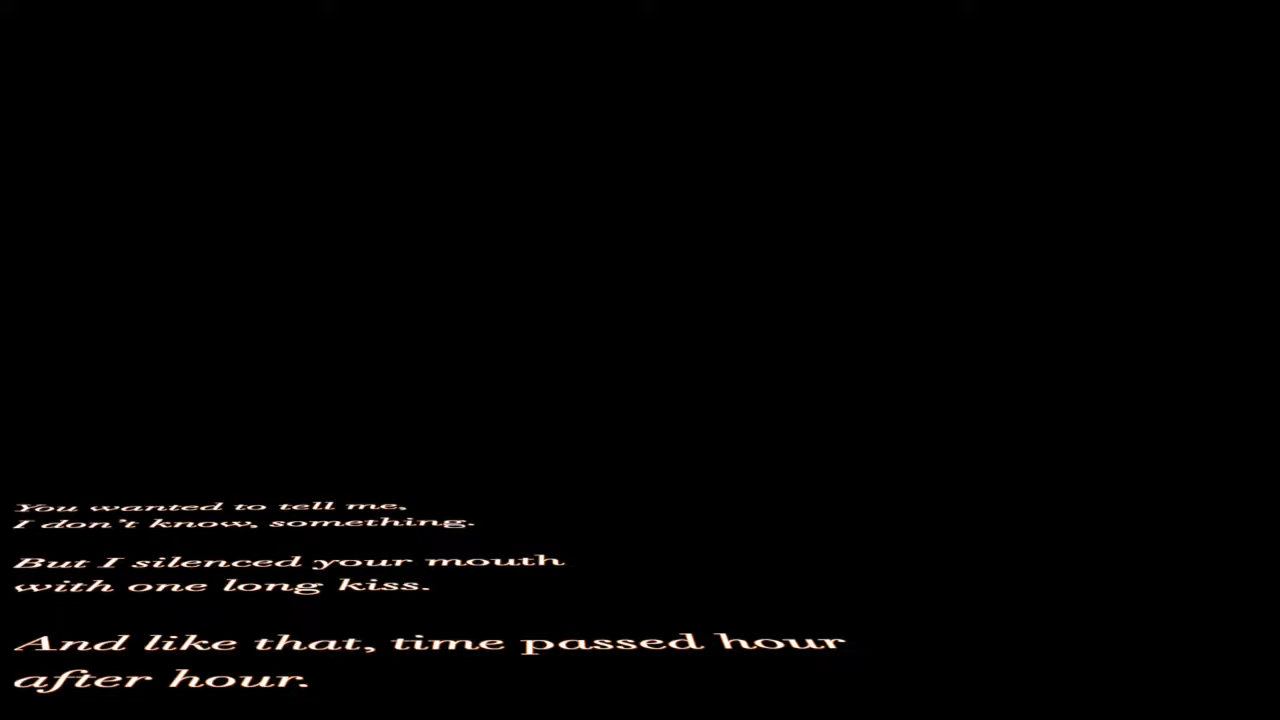 You wanted to tell me,
I don't know, something.
But I silenced your mouth
with one long kiss.
And like that, time passed hour
after hour.